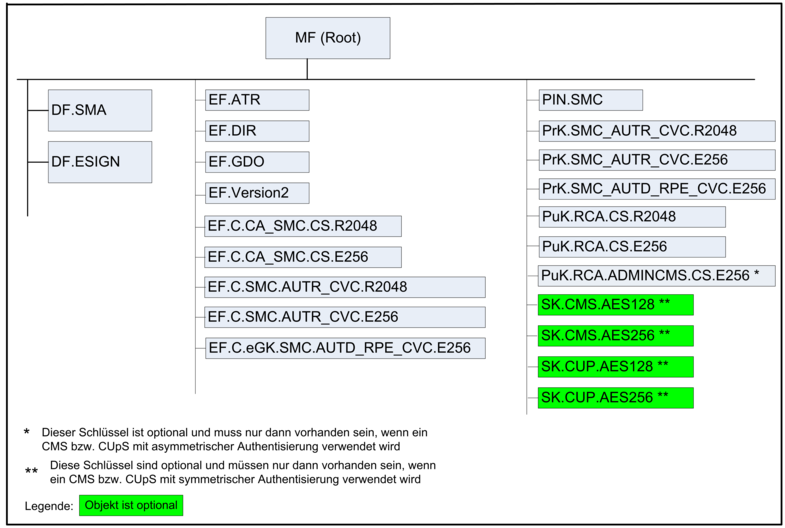 MF (Root)
DF.SMA
DF.ESIGN
EF.ATR
EF.DIR
EF.GDO
EF.Version2
EF.C.CA_SMC.CS.R2048
EF.C.CA_SMC.CS.E256
EF.C.SMC.AUTR_CVC.R2048
EF.C.SMC.AUTR_CVC.E256
EF.C.eGK.SMC.AUTD_RPE_CVC.E256
PIN.SMC
PrK.SMC_AUTR_CVC.R2048
PrK.SMC_AUTR_CVC.E256
PrK.SMC_AUTD_RPE_CVC.E256
PuK.RCA.CS.R2048
PuK.RCA.CS.E256
PuK.RCA.ADMINCMS.CS.E256 *
SK.CMS.AES128 **
SK.CMS.AES256 **
SK.CUP.AES128 **
SK.CUP.AES256 **
* Dieser Schlüssel ist optional und muss nur dann vorhanden sein, wenn ein
CMS bzw. CUpS mit asymmetrischer Authentisierung verwendet wird
** Diese Schlüssel sind optional und müssen nur dann vorhanden sein, wenn
ein CMS bzw. CUpS mit symmetrischer Authentisierung verwendet wird
Legende: Objekt ist optional